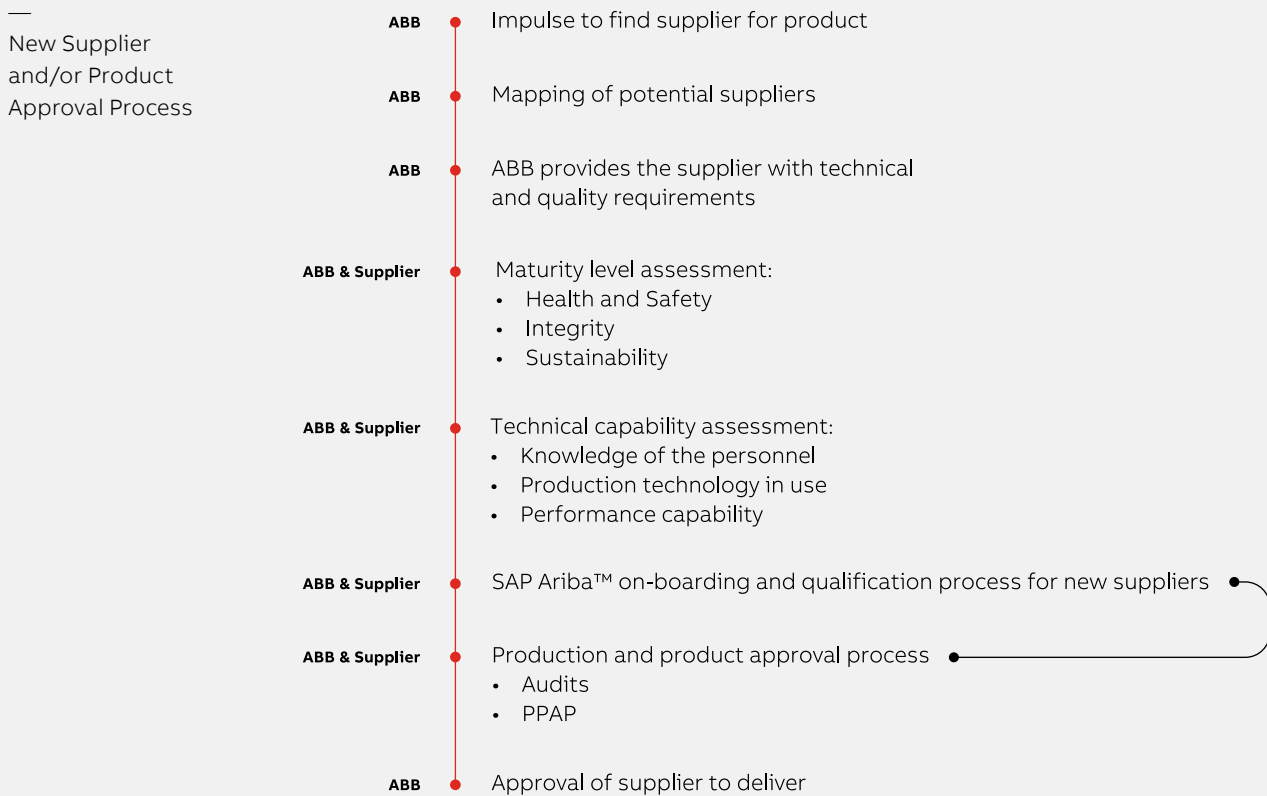 —
New Supplier
and/or Product
Approval Process
ABB Impulse to find supplier for product
ABB Mapping of potential suppliers
ABB ABB provides the supplier with technical
and quality requirements
ABB & Supplier Maturity level assessment:
• Health and Safety
• Integrity
• Sustainability
ABB & Supplier Technical capability assessment:
• Knowledge of the personnel
• Production technology in use
• Performance capability
ABB & Supplier SAP Ariba™ on-boarding and qualification process for new suppliers
ABB & Supplier Production and product approval process
• Audits
• PPAP
ABB Approval of supplier to deliver